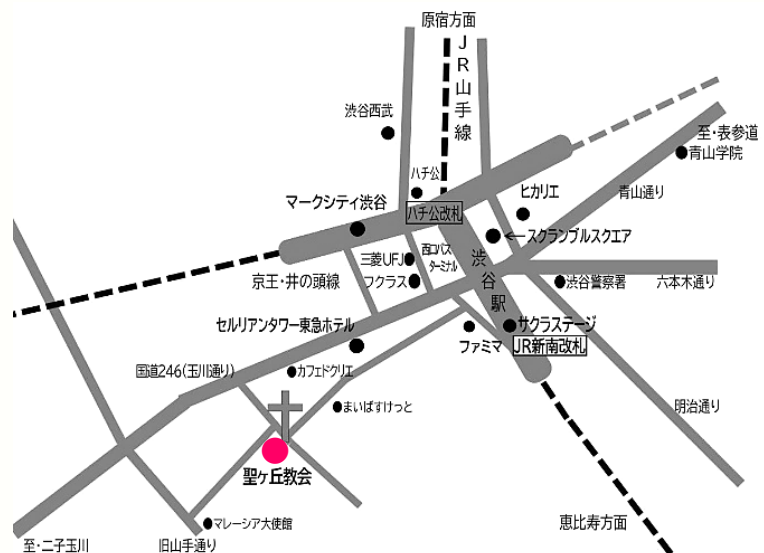 原宿方面
JR山手線
渋谷西武
至・表参道
青山学院
ハチ公
ヒカリエ
青山通り
マークシティ渋谷
ハチ公改札
スクランブルスクエア
三菱UFJ
西口バス
ターミナル
渋谷駅
京王・井の頭線
フクラス
渋谷警察署
六本木通り
セルリアンタワー東急ホテル
サクラステージ
ファミマ
JR新南改札
国道246(玉川通り)
カフェドクリエ
まいばすけっと
明治通り
聖ヶ丘教会
マレーシア大使館
恵比寿方面
至・二子玉川
旧山手通り